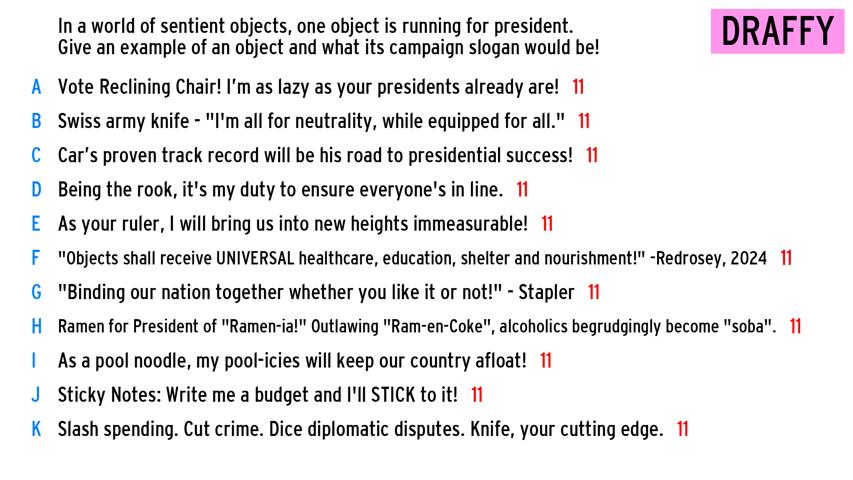 In a world of sentient objects, one object is running for president.
Give an example of an object and what its campaign slogan would be!
DRAFFY
A Vote Reclining Chair! I’m as lazy as your presidents already are! 11
B Swiss army knife - "I'm all for neutrality, while equipped for all." 11
C Car’s proven track record will be his road to presidential success! 11
D Being the rook, it's my duty to ensure everyone's in line. 11
E As your ruler, I will bring us into new heights immeasurable! 11
F "Objects shall receive UNIVERSAL healthcare, education, shelter and nourishment!" -Redrosey, 2024 11
G "Binding our nation together whether you like it or not!" - Stapler 11
H Ramen for President of "Ramen-ia!" Outlawing "Ram-en-Coke", alcoholics begrudgingly become "soba". 11
I As a pool noodle, my pool-icies will keep our country afloat! 11
J Sticky Notes: Write me a budget and I'll STICK to it! 11
K Slash spending. Cut crime. Dice diplomatic disputes. Knife, your cutting edge. 11